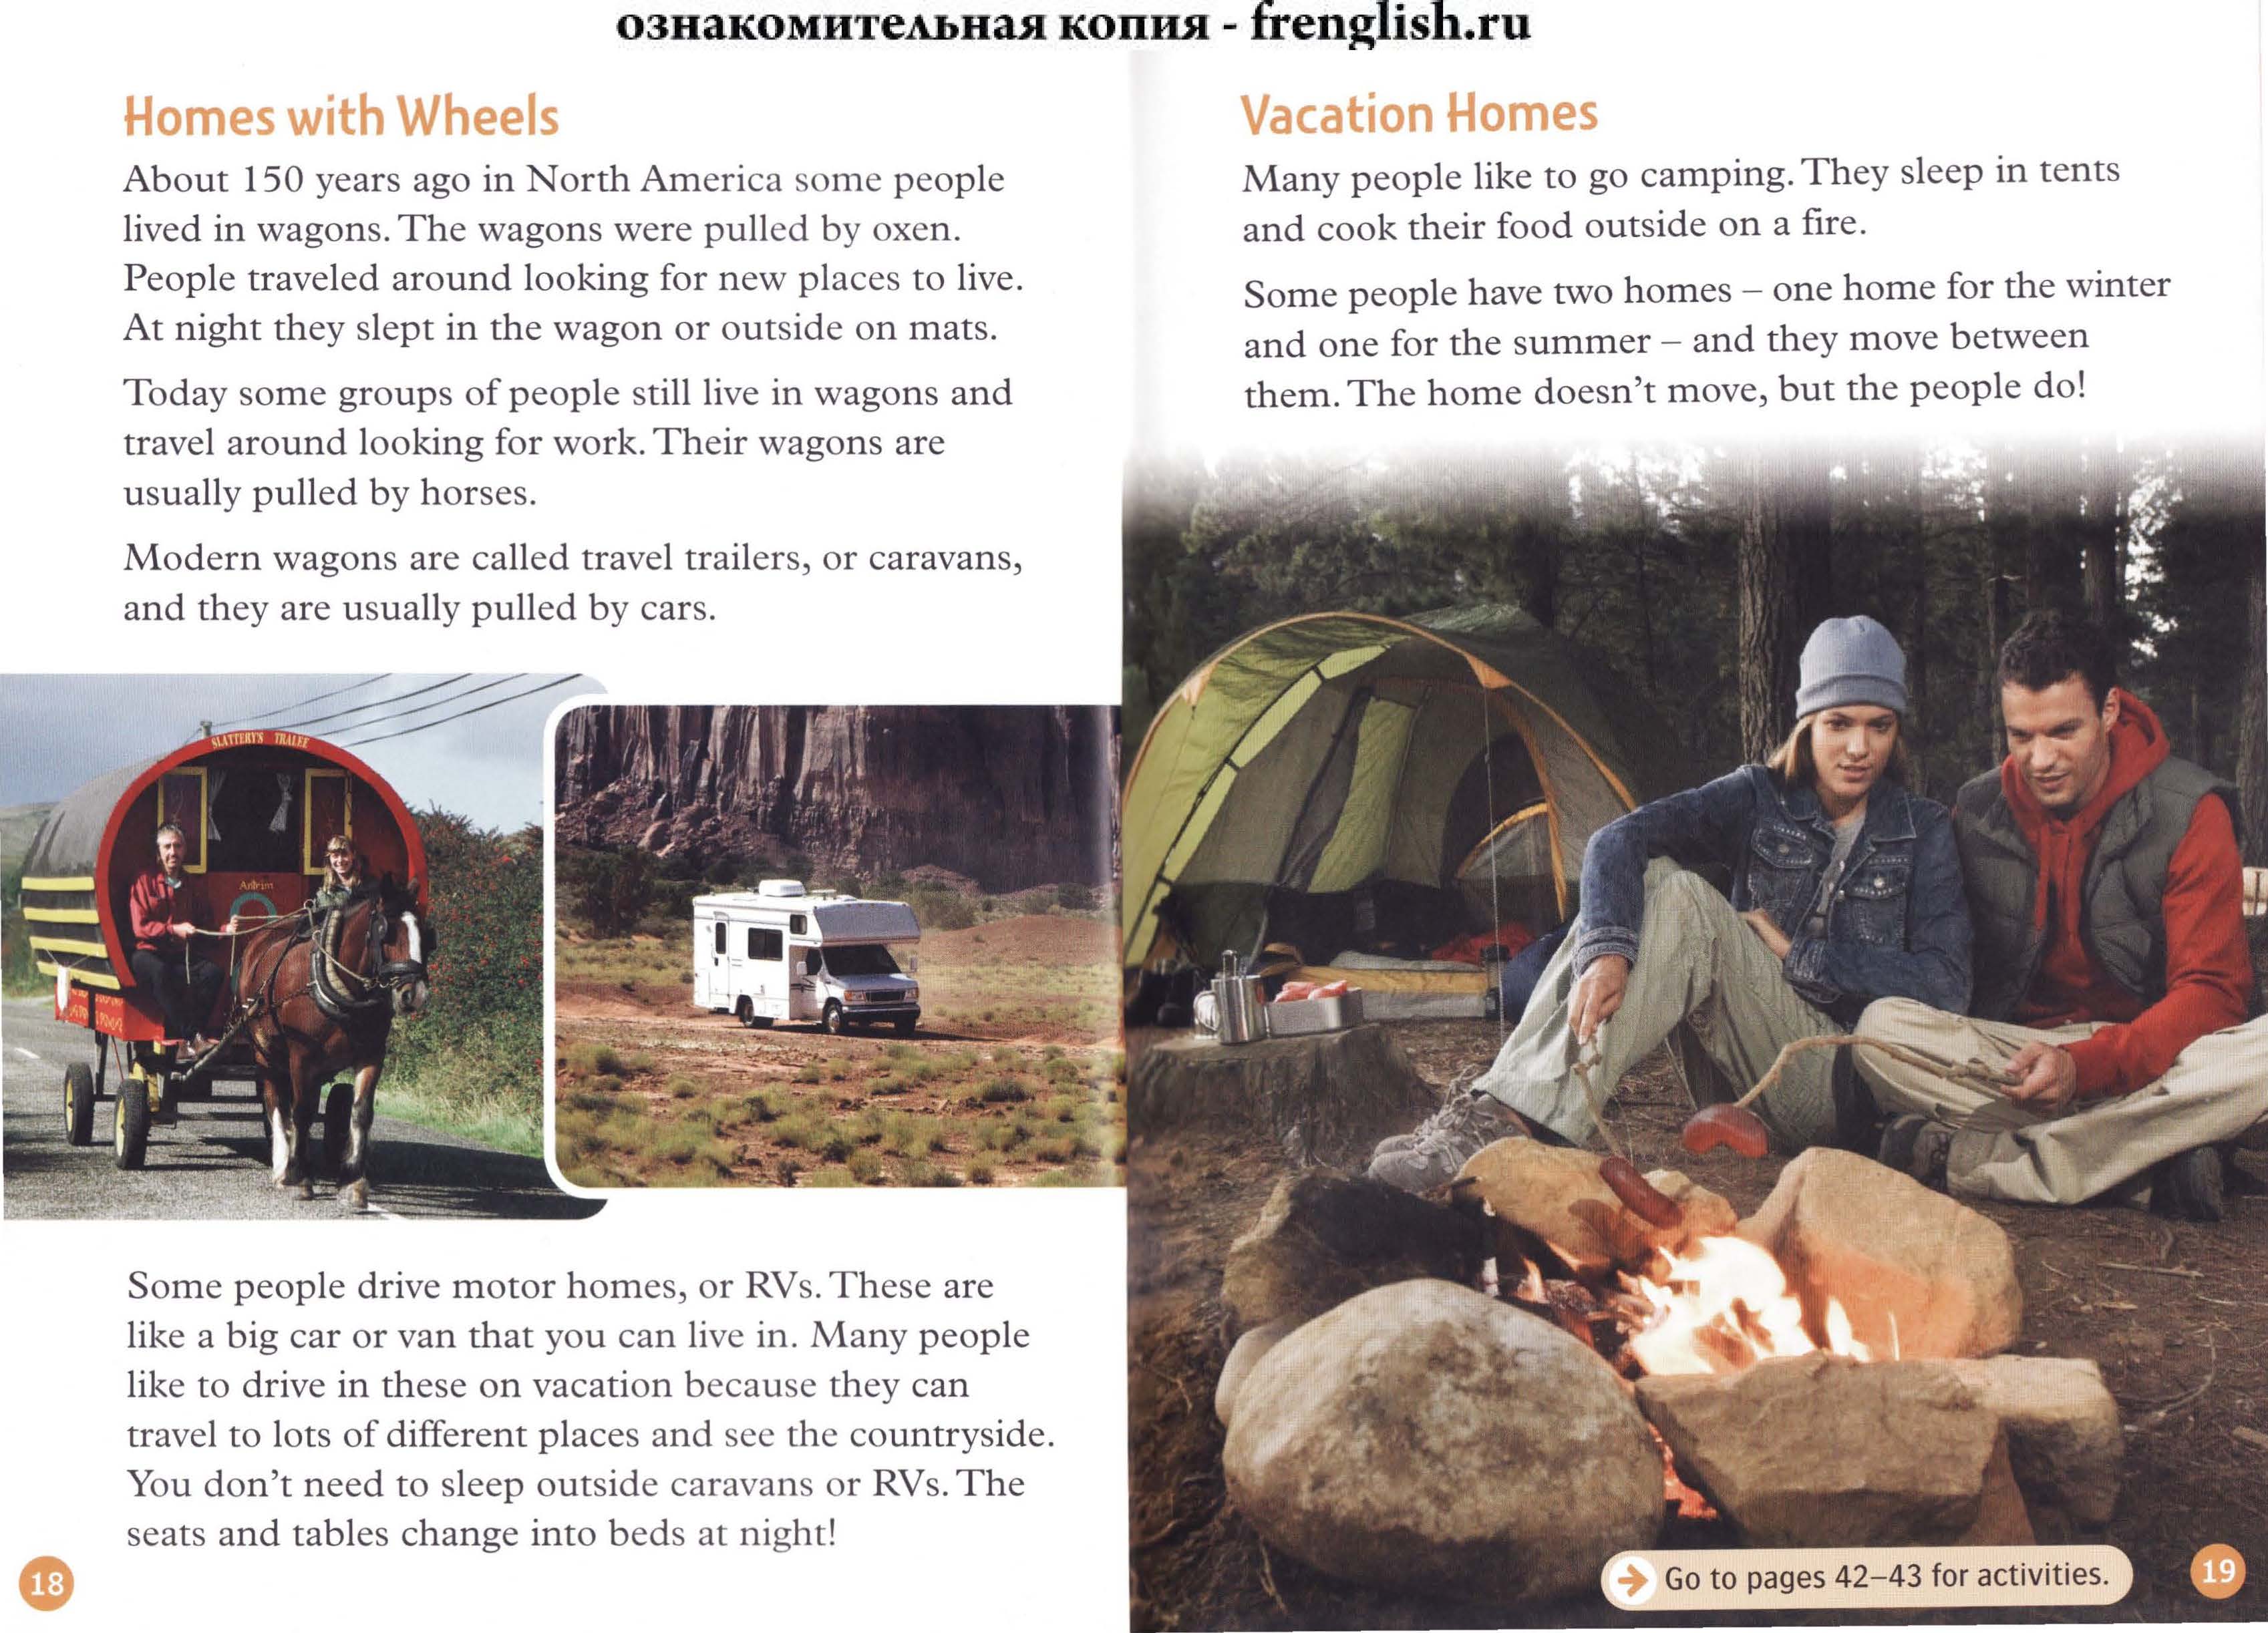 ознакомительная копия - frenglish.ru
Homes with Wheels
About 150 years ago in North America some people
lived in wagons. The wagons were pulled by oxen.
People traveled around looking for new places to live.
At night they slept in the wagon or outside on mats.
Today some groups of people still live in wagons and
travel around looking for work. Their wagons are
usually pulled by horses.
Modern wagons are called travel trailers, or caravans,
and they are usually pulled by cars.
SLATTERY'S TRALEE
Antrim
Some people drive motor homes, or RVs. These are
like a big car or van that you can live in. Many people
like to drive in these on vacation because they can
travel to lots of different places and see the countryside.
You don't need to sleep outside caravans or RVs. The
seats and tables change into beds at night!
18
Vacation Homes
Many people like to go camping. They sleep in tents
and cook their food outside on a fire.
Some people have two homes – one home for the winter
and one for the summer – and they move between
them. The home doesn't move, but the people do!
Go to pages 42–43 for activities.
19